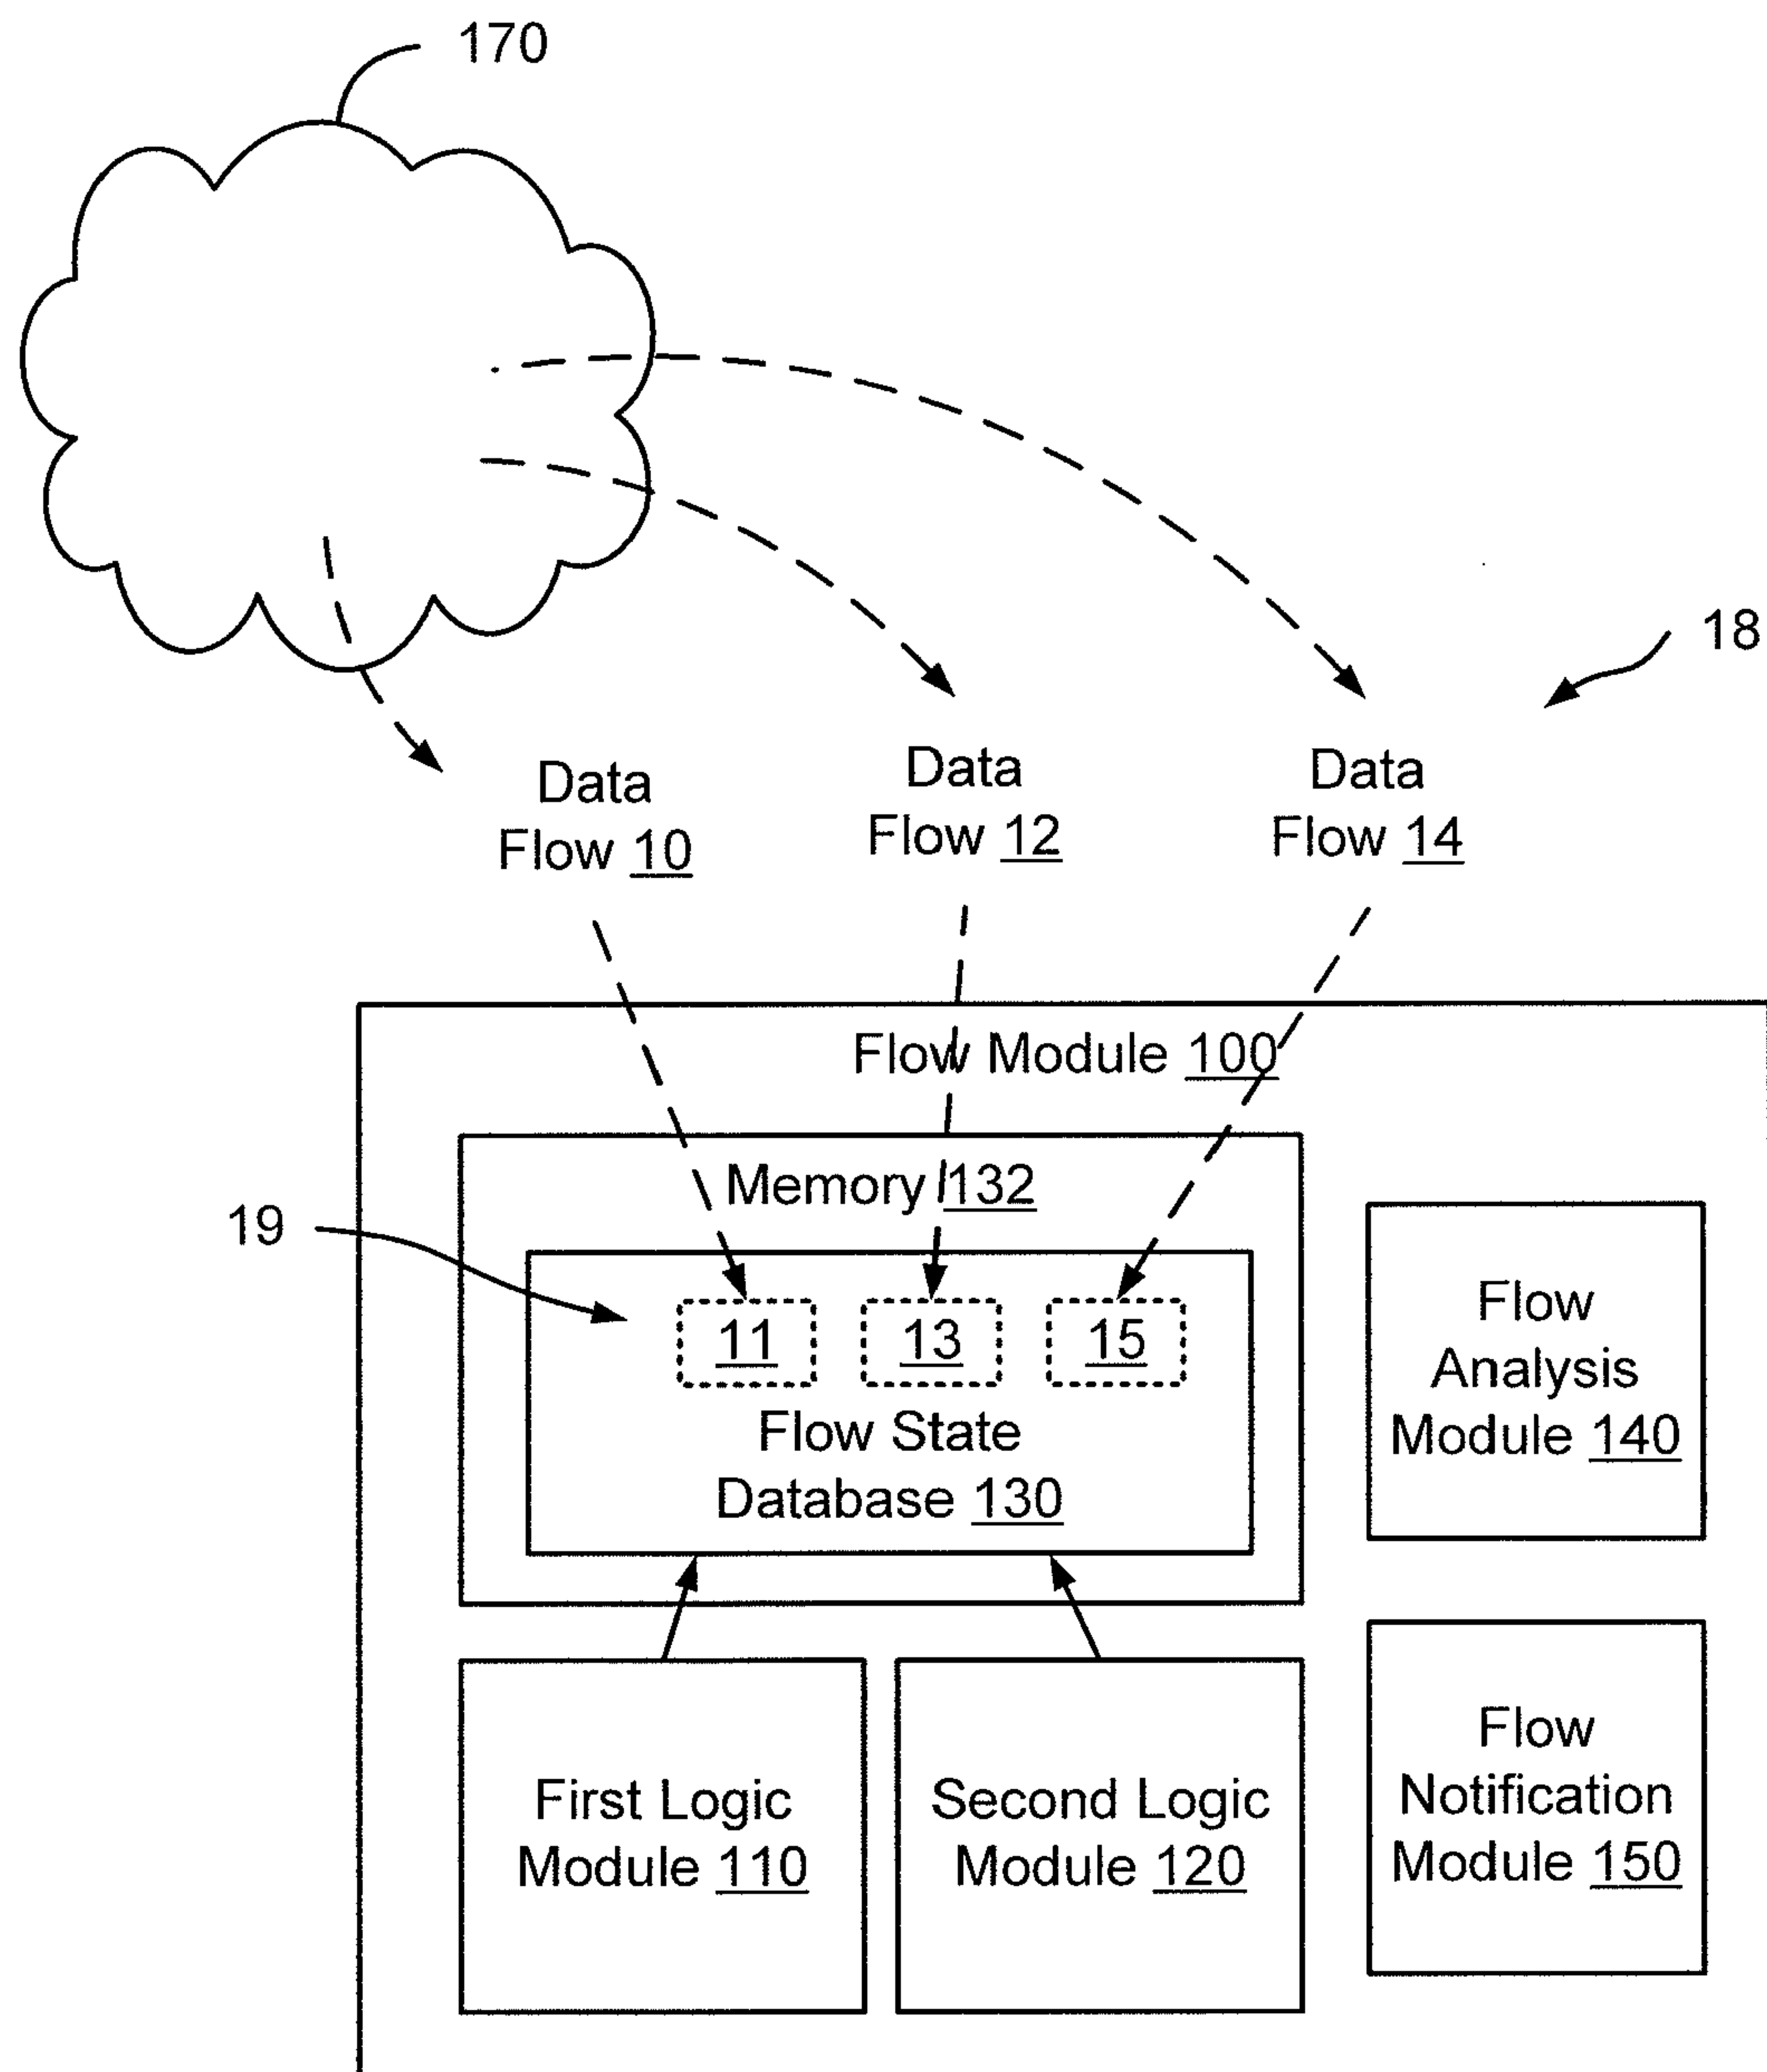 170
18
Data
Flow 10
Data
Flow 12
Data
Flow 14
Flow Module 100
Memory 132
19
11
13
15
Flow State
Database 130
Flow
Analysis
Module 140
First Logic
Module 110
Second Logic
Module 120
Flow
Notification
Module 150